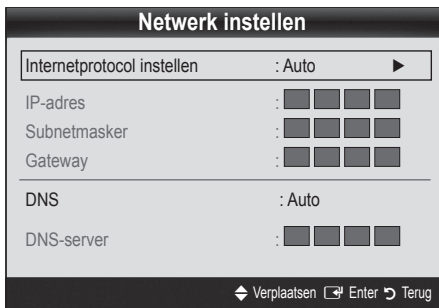 Netwerk instellen
Internetprotocol instellen : Auto ►
IP-adres :
Subnetmasker :
Gateway :
DNS : Auto
DNS-server :
Verplaatsen Enter Terug